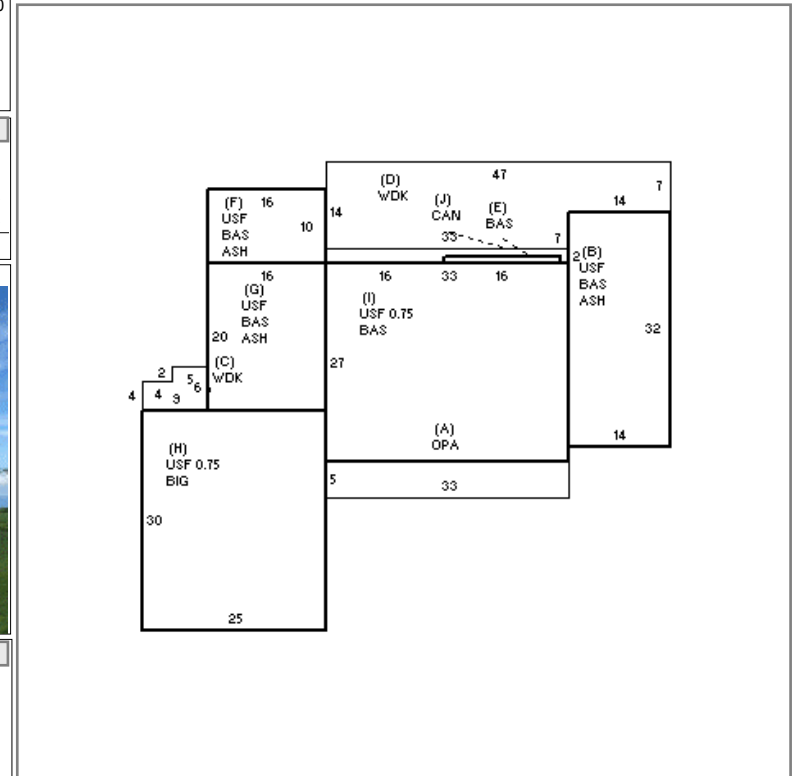 47
(D)
WDK
7
14
(F)
USF
BAS
ASH
16
10
14
(J)
CAN
(E)
BAS
7
2
(B)
USF
BAS
ASH
32
14
16
(G)
USF
BAS
ASH
20
16
33
16
(I)
USF 0.75
BAS
27
(C)
WDK
2
5
6
4
4
9
(A)
OPA
(H)
USF 0.75
BIG
30
25
5
33